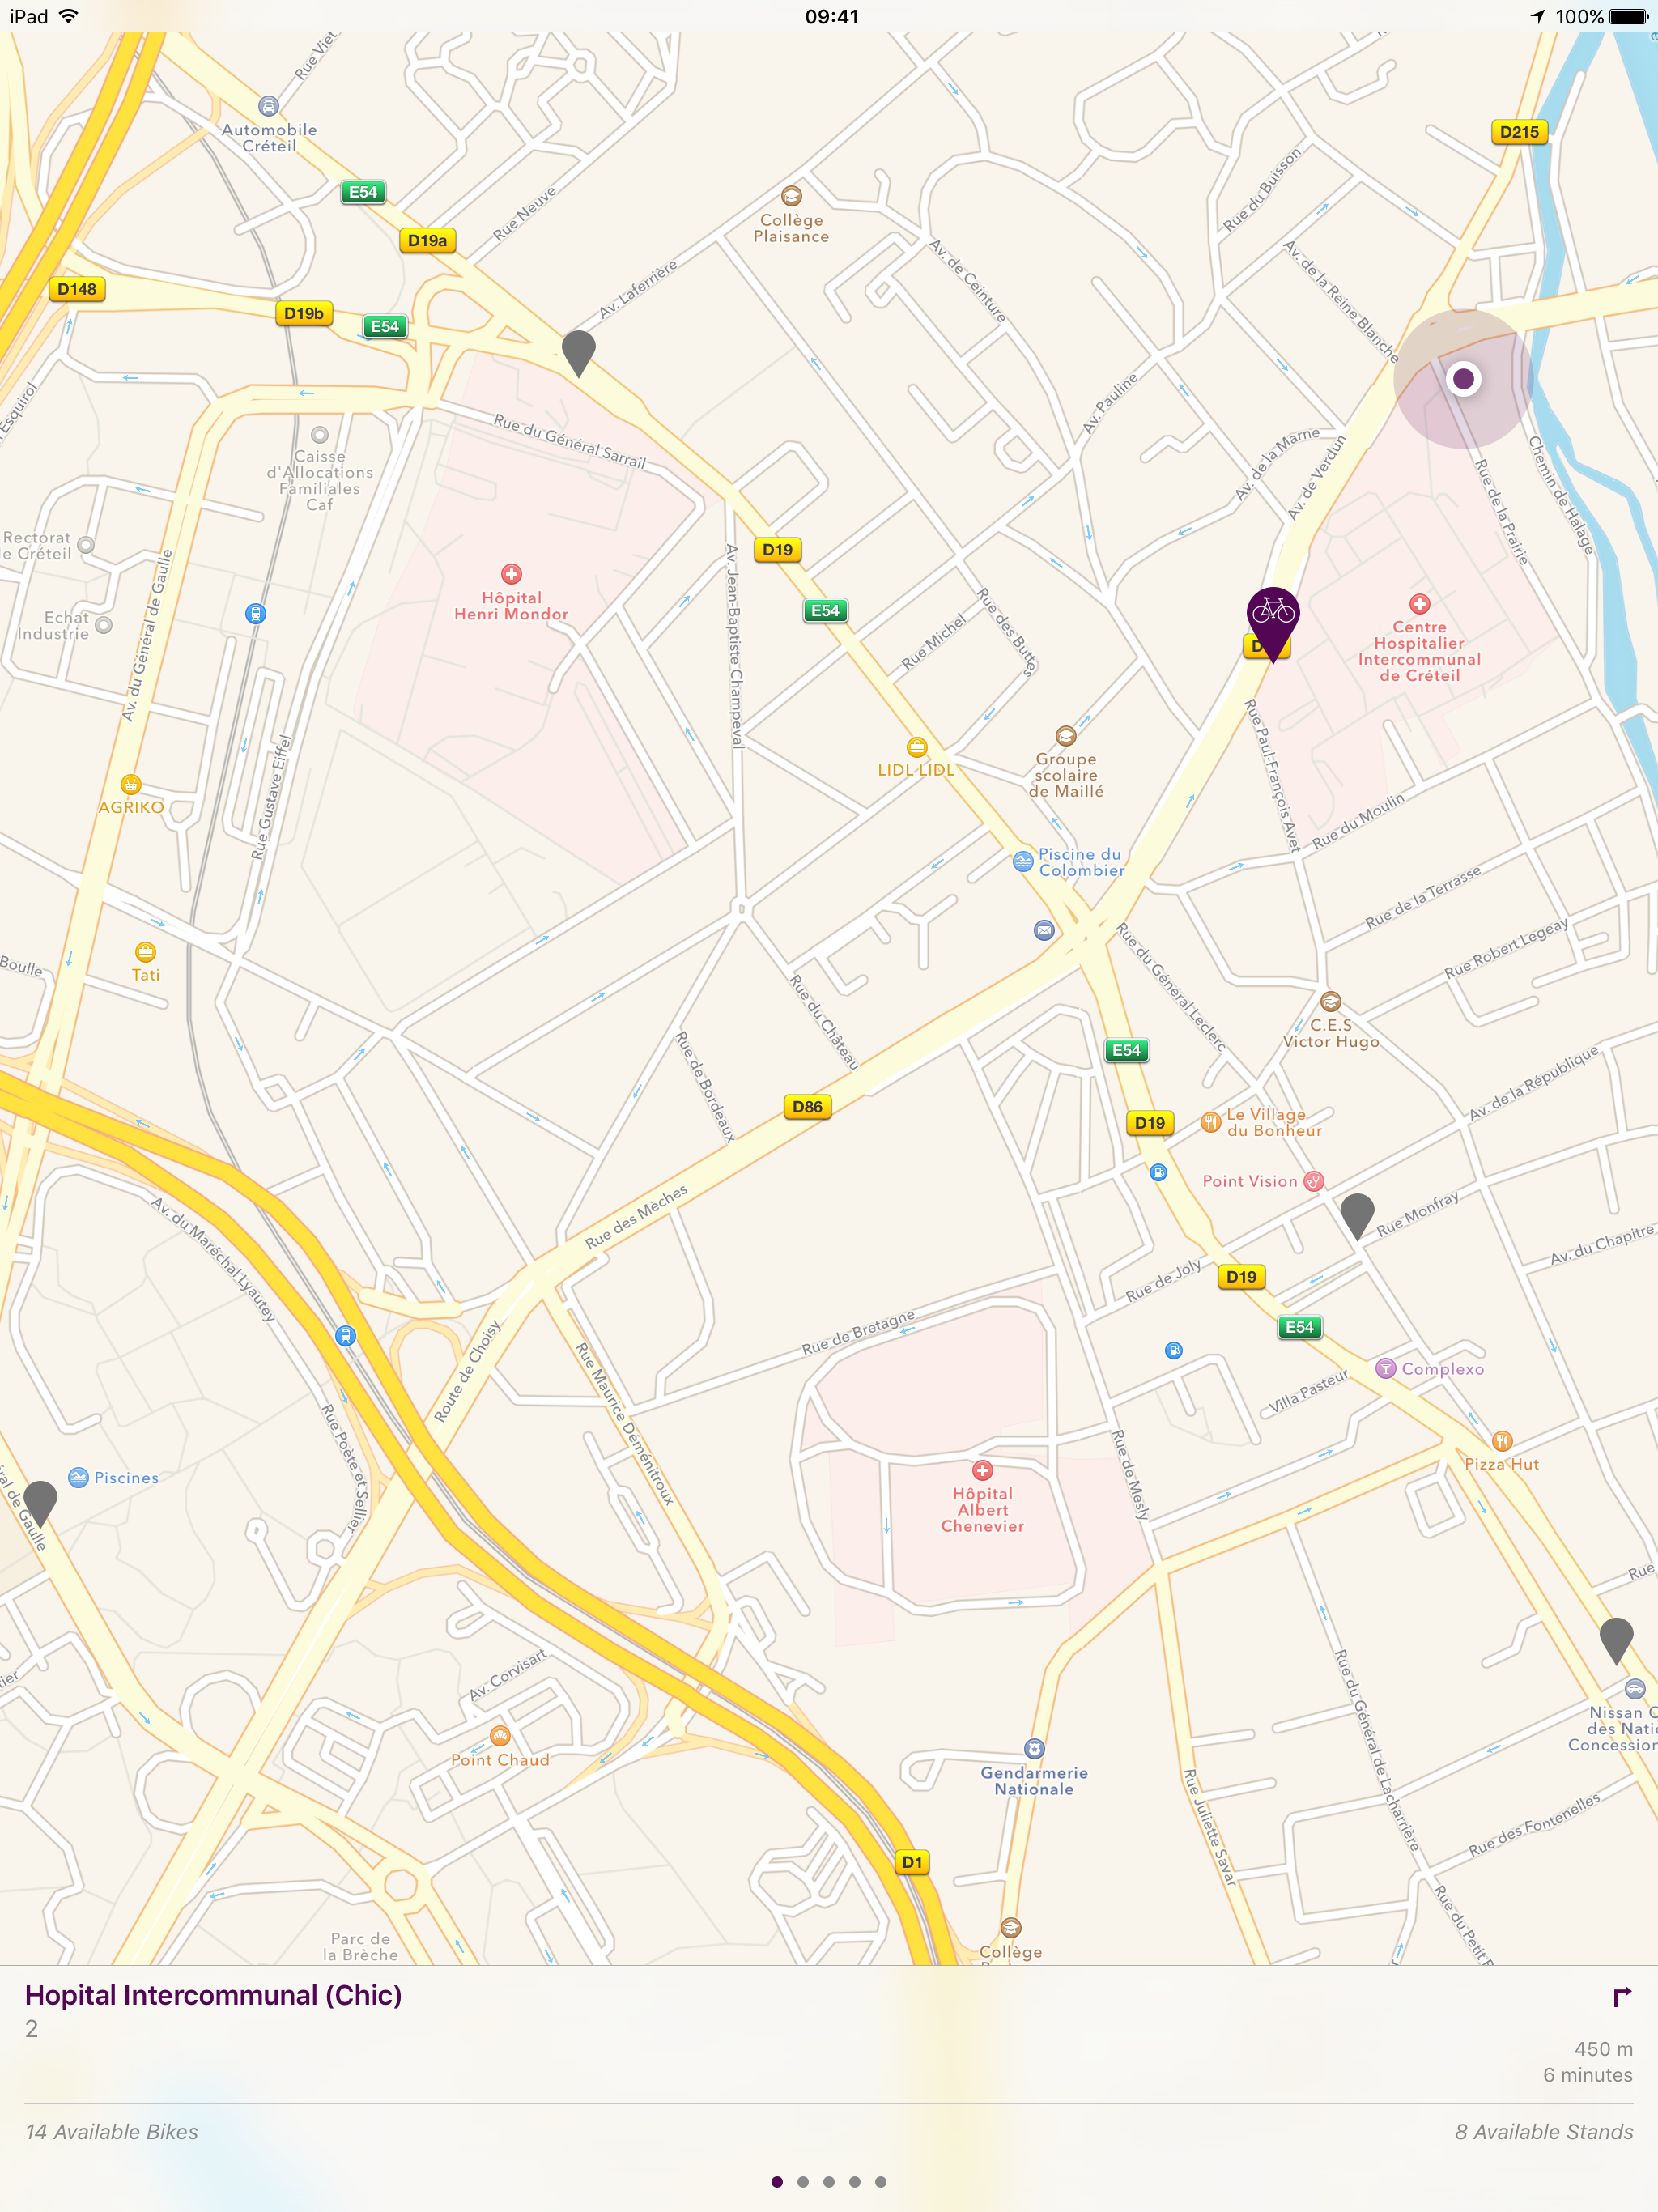 iPad
09:41
100%
Rue Viet
Automobile
Créteil
D215
E54
Rue Neuve
Collège
Plaisance
Rue du Buisson
D19a
Av. de Ceinture
Av. de la Reine Blanche
Av. Laferrière
D148
D19b
E54
Esquirol
Av. Pauline
Rue du Général Sarrail
Av. de la Marne
Av. de Verdun
Caisse
d'Allocations
Familiales
Caf
Rue de la Prairie
Chemin de Halage
Rectorat
de Créteil
D19
Hôpital
Henri Mondor
E54
Echat
Industrie
Av. du Général de Gaulle
Av. Jean-Baptiste Champeval
Rue Michel
Rue des Buttes
Centre
Hospitalier
Intercommunal
de Créteil
Rue Paul-François Avet
LIDL LIDL
Groupe
scolaire
de Maillé
AGRIKO
Rue Gustave Eiffel
Rue du Moulin
Piscine du
Colombier
Rue de la Terrasse
Boulle
Tati
Rue du Général Leclerc
Rue Robert Legeay
Rue du Château
C.E.S
Victor Hugo
Rue de Bordeaux
E54
Av. de la République
D86
D19
Le Village
du Bonheur
Point Vision
Rue Monfray
Av. du Maréchal Lyautey
Rue des Mèches
Av. du Chapitre
Rue de Joly
D19
Rue de Bretagne
E54
Route de Choisy
Rue Maurice Déménitroux
Complexo
Villa Pasteur
Rue Poète et Sellier
Rue de Mesly
Pizza Hut
Piscines
ral de Gaulle
Hôpital
Albert
Chenevier
Rue
Av. Corvisart
tier
Rue du Général de Lacharrière
Nissan C
des Natio
Concession
Point Chaud
Gendarmerie
Nationale
Rue Juliette Savar
Rue des Fontenelles
D1
Rue du Petit
Parc de
la Brèche
Collège
Hopital Intercommunal (Chic)
2
450 m
6 minutes
14 Available Bikes
8 Available Stands